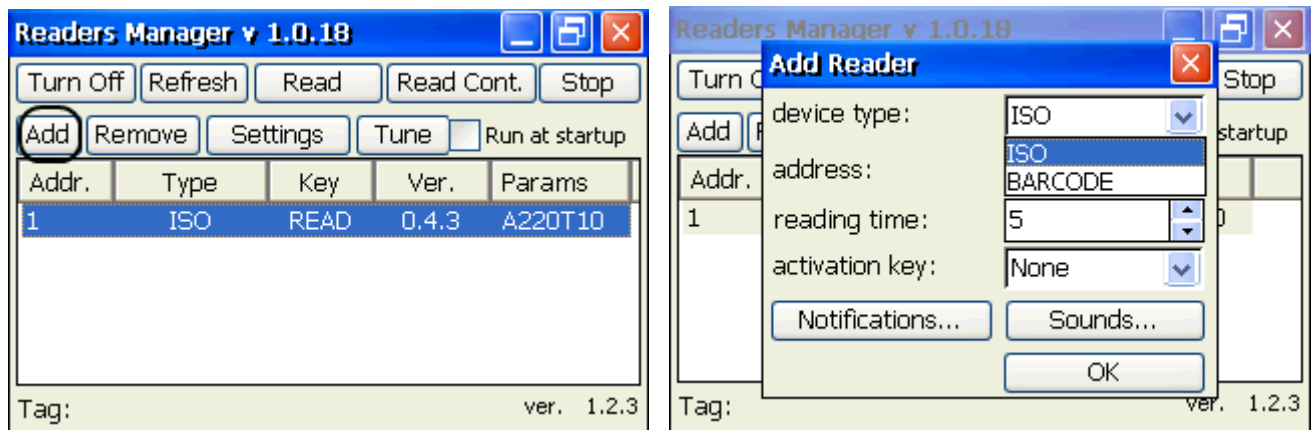 Readers Manager v 1.0.18
Turn Off Refresh Read Read Cont. Stop
Add Remove Settings Tune Run at startup
Addr. Type Key Ver. Params
1 ISO READ 0.4.3 A220T10
Tag: ver. 1.2.3
Readers Manager v 1.0.18
Add Reader
Turn Stop
device type: ISO
Add startup
ISO
address:
BARCODE
Addr.
1 reading time: 5
activation key: None
Notifications... Sounds...
OK
Tag: ver. 1.2.3